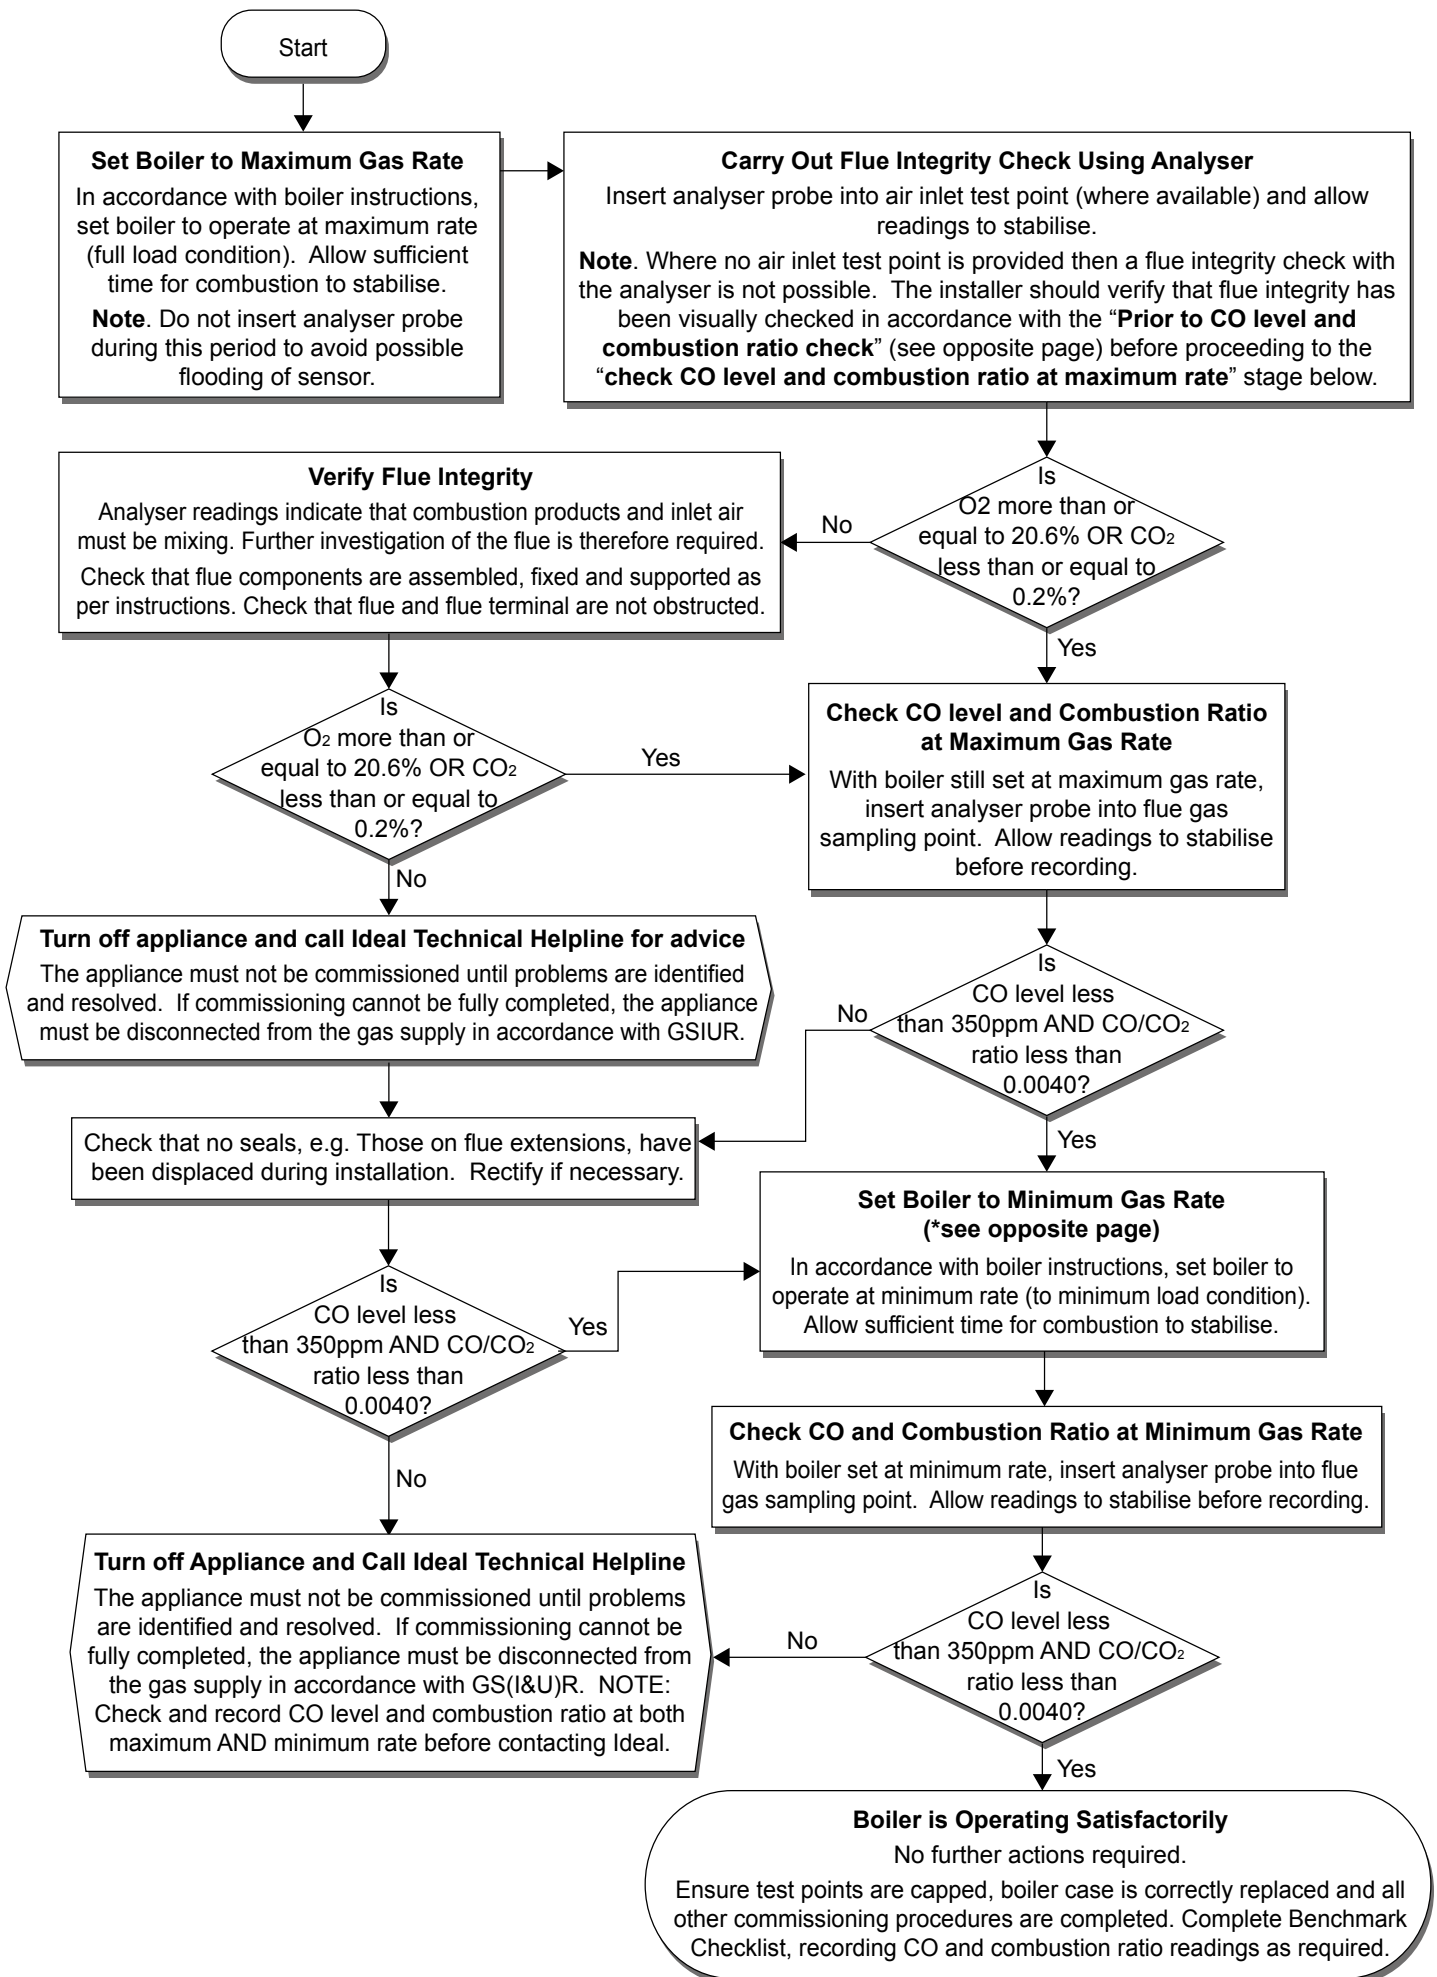 Start
Set Boiler to Maximum Gas Rate
In accordance with boiler instructions,
set boiler to operate at maximum rate
(full load condition).  Allow sufficient
time for combustion to stabilise.
Note. Do not insert analyser probe
during this period to avoid possible
flooding of sensor.
Carry Out Flue Integrity Check Using Analyser
Insert analyser probe into air inlet test point (where available) and allow
readings to stabilise.
Note. Where no air inlet test point is provided then a flue integrity check with
the analyser is not possible.  The installer should verify that flue integrity has
been visually checked in accordance with the “Prior to CO level and
combustion ratio check” (see opposite page) before proceeding to the
“check CO level and combustion ratio at maximum rate” stage below.
Is
O2 more than or
equal to 20.6% OR CO2
less than or equal to
0.2%?
No
Yes
Verify Flue Integrity
Analyser readings indicate that combustion products and inlet air
must be mixing. Further investigation of the flue is therefore required.
Check that flue components are assembled, fixed and supported as
per instructions. Check that flue and flue terminal are not obstructed.
Is
O2 more than or
equal to 20.6% OR CO2
less than or equal to
0.2%?
Yes
No
Check CO level and Combustion Ratio
at Maximum Gas Rate
With boiler still set at maximum gas rate,
insert analyser probe into flue gas
sampling point.  Allow readings to stabilise
before recording.
Turn off appliance and call Ideal Technical Helpline for advice
The appliance must not be commissioned until problems are identified
and resolved.  If commissioning cannot be fully completed, the appliance
must be disconnected from the gas supply in accordance with GSIUR.
Is
CO level less
than 350ppm AND CO/CO2
ratio less than
0.0040?
No
Yes
Check that no seals, e.g. Those on flue extensions, have
been displaced during installation.  Rectify if necessary.
Set Boiler to Minimum Gas Rate
(*see opposite page)
In accordance with boiler instructions, set boiler to
operate at minimum rate (to minimum load condition).
Allow sufficient time for combustion to stabilise.
Is
CO level less
than 350ppm AND CO/CO2
ratio less than
0.0040?
Yes
No
Check CO and Combustion Ratio at Minimum Gas Rate
With boiler set at minimum rate, insert analyser probe into flue
gas sampling point.  Allow readings to stabilise before recording.
Turn off Appliance and Call Ideal Technical Helpline
The appliance must not be commissioned until problems
are identified and resolved.  If commissioning cannot be
fully completed, the appliance must be disconnected from
the gas supply in accordance with GS(I&U)R.  NOTE:
Check and record CO level and combustion ratio at both
maximum AND minimum rate before contacting Ideal.
Is
CO level less
than 350ppm AND CO/CO2
ratio less than
0.0040?
No
Yes
Boiler is Operating Satisfactorily
No further actions required.
Ensure test points are capped, boiler case is correctly replaced and all
other commissioning procedures are completed. Complete Benchmark
Checklist, recording CO and combustion ratio readings as required.